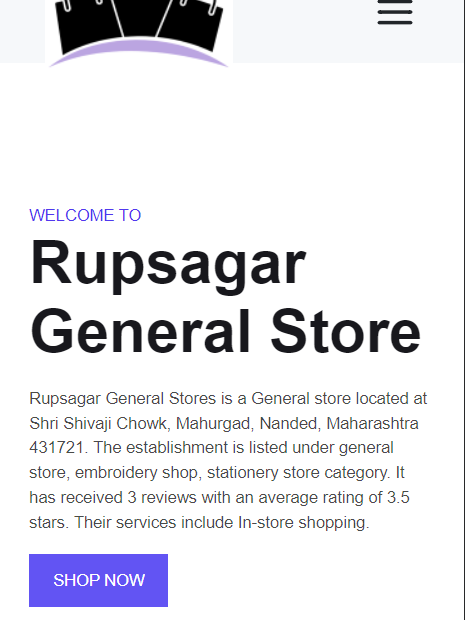 WELCOME TO
Rupsagar
General Store
Rupsagar General Stores is a General store located at
Shri Shivaji Chowk, Mahurgad, Nanded, Maharashtra
431721. The establishment is listed under general
store, embroidery shop, stationery store category. It
has received 3 reviews with an average rating of 3.5
stars. Their services include In-store shopping.
SHOP NOW